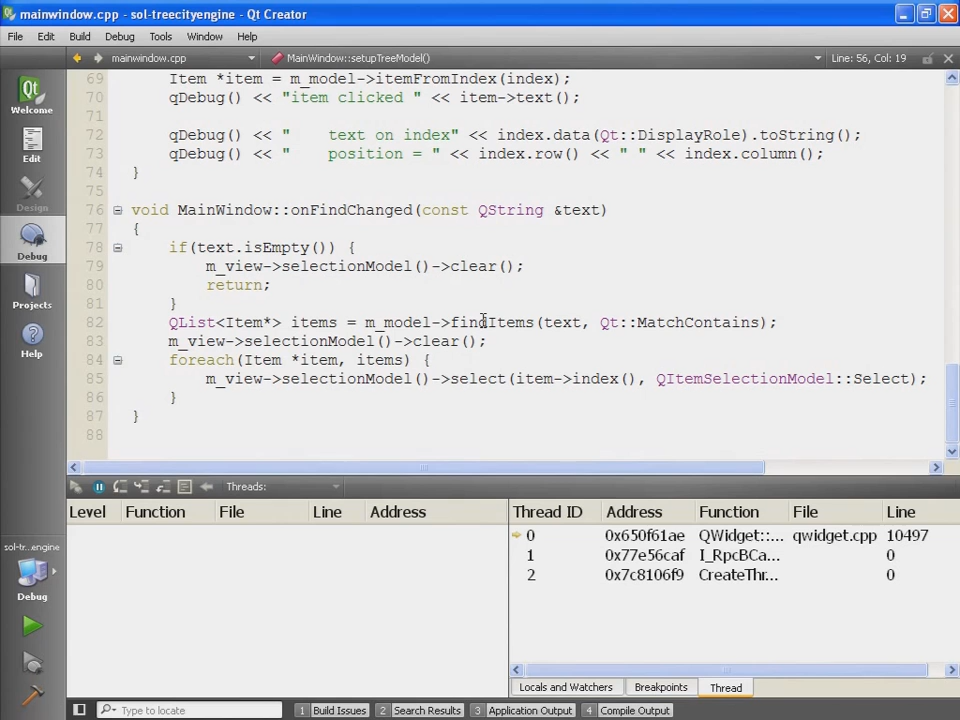 mainwindow.cpp - sol-treecityengine - Qt Creator
File Edit Build Debug Tools Window Help
mainwindow.cpp MainWindow::setupTreeModel() Line: 56, Col: 19
69 Item *item = m_model->itemFromIndex(index);
70 qDebug() << "item clicked " << item->text();
71
72 qDebug() << "    text on index" << index.data(Qt::DisplayRole).toString();
73 qDebug() << "    position = " << index.row() << " " << index.column();
74 }
75
76 void MainWindow::onFindChanged(const QString &text)
77 {
78 if(text.isEmpty()) {
79 m_view->selectionModel()->clear();
80 return;
81 }
82 QList<Item*> items = m_model->findItems(text, Qt::MatchContains);
83 m_view->selectionModel()->clear();
84 foreach(Item *item, items) {
85 m_view->selectionModel()->select(item->index(), QItemSelectionModel::Select);
86 }
87 }
88
Welcome
Edit
Design
Debug
Projects
Help
sol-tr...engine
Debug
Threads:
Level Function File Line Address
Thread ID Address Function File Line
0 0x650f61ae QWidget::... qwidget.cpp 10497
1 0x77e56caf I_RpcBCa... 0
2 0x7c8106f9 CreateThr... 0
Locals and Watchers Breakpoints Thread
Type to locate 1 Build Issues 2 Search Results 3 Application Output 4 Compile Output